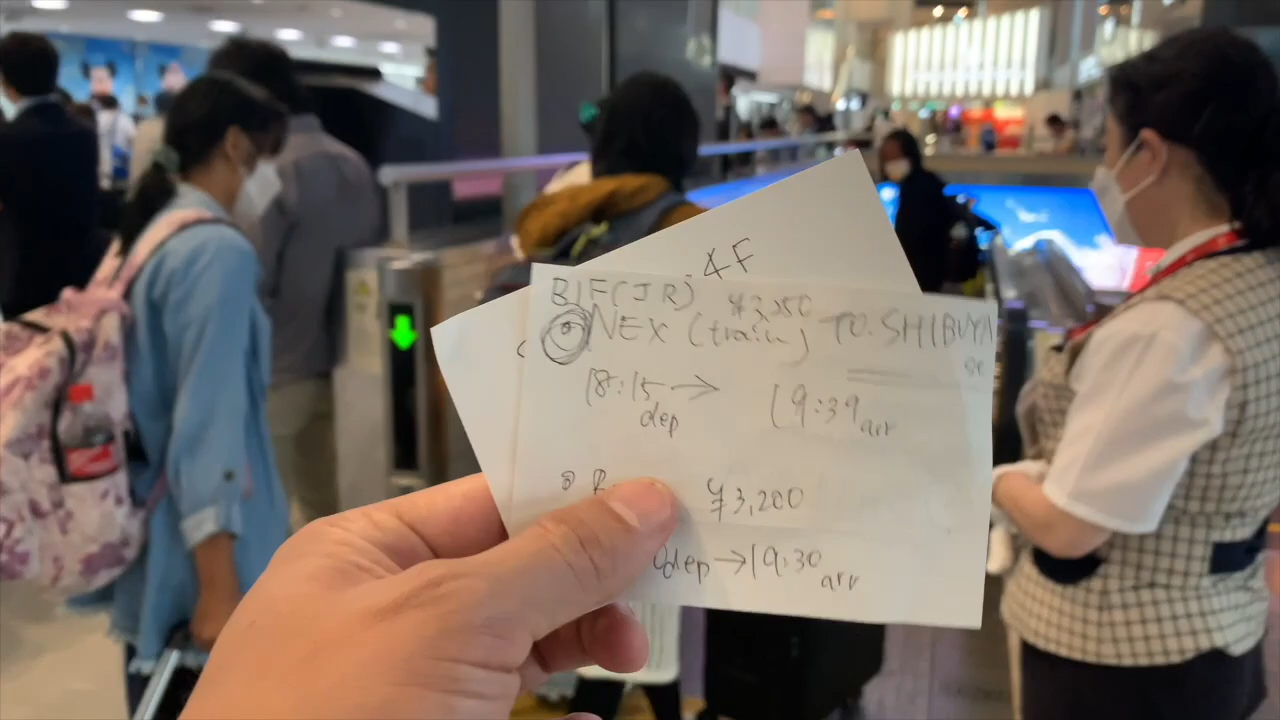 4F
B1F(JR) ¥3,250
NEX (train) TO.SHIBUYA
18:15 → 19:39
dep arr
¥3,200
dep → 19:30
arr